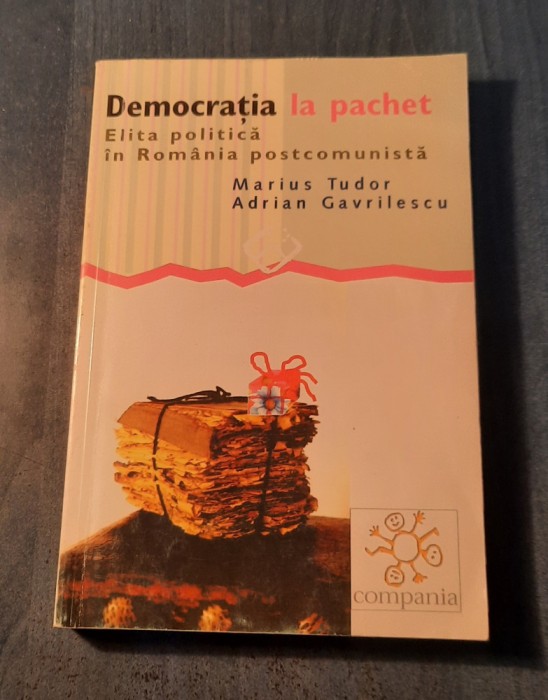 Democrația la pachet
Elita politică
în România postcomunistă
Marius Tudor
Adrian Gavrilescu
compania